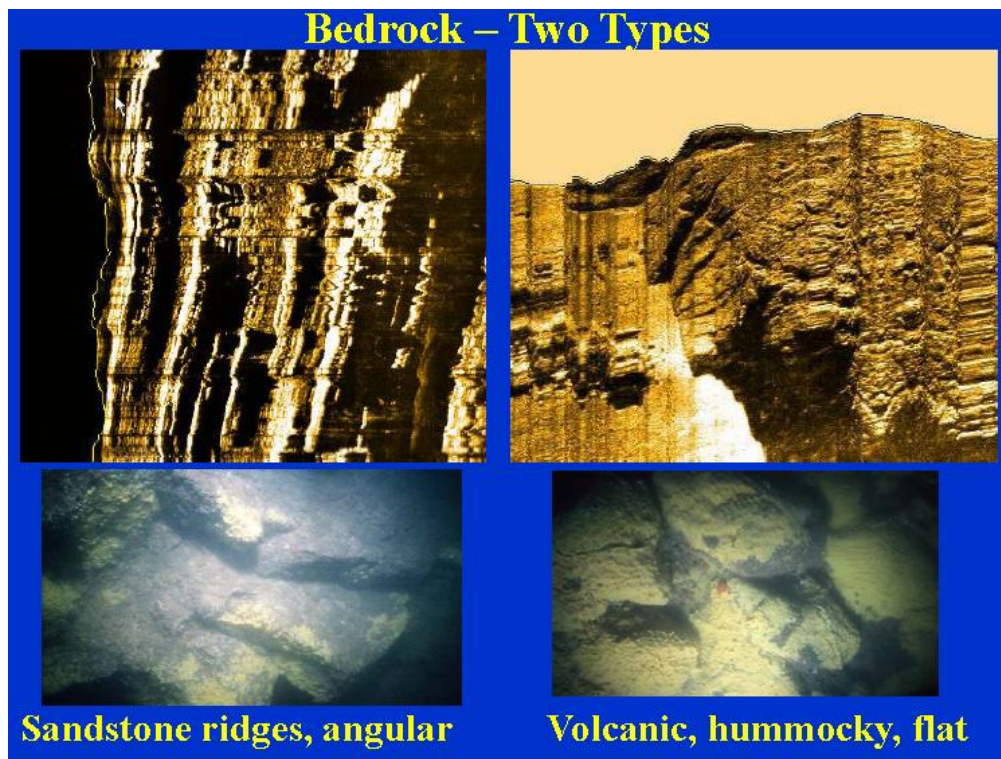 Bedrock – Two Types
Sandstone ridges, angular
Volcanic, hummocky, flat